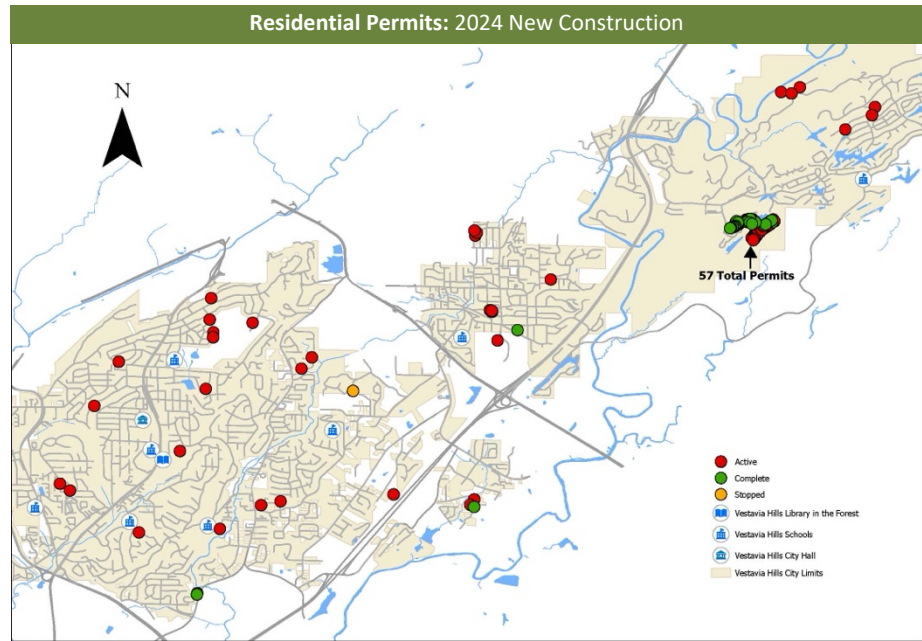 Residential Permits: 2024 New Construction
N
57 Total Permits
Active
Complete
Stopped
Vestavia Hills Library in the Forest
Vestavia Hills Schools
Vestavia Hills City Hall
Vestavia Hills City Limits